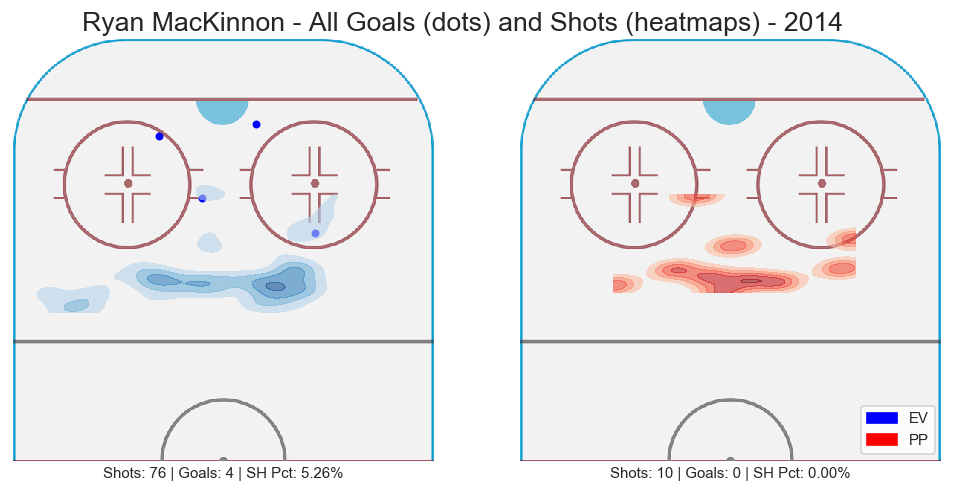 Ryan MacKinnon - All Goals (dots) and Shots (heatmaps) - 2014
EV
PP
Shots: 76 | Goals: 4 | SH Pct: 5.26%
Shots: 10 | Goals: 0 | SH Pct: 0.00%